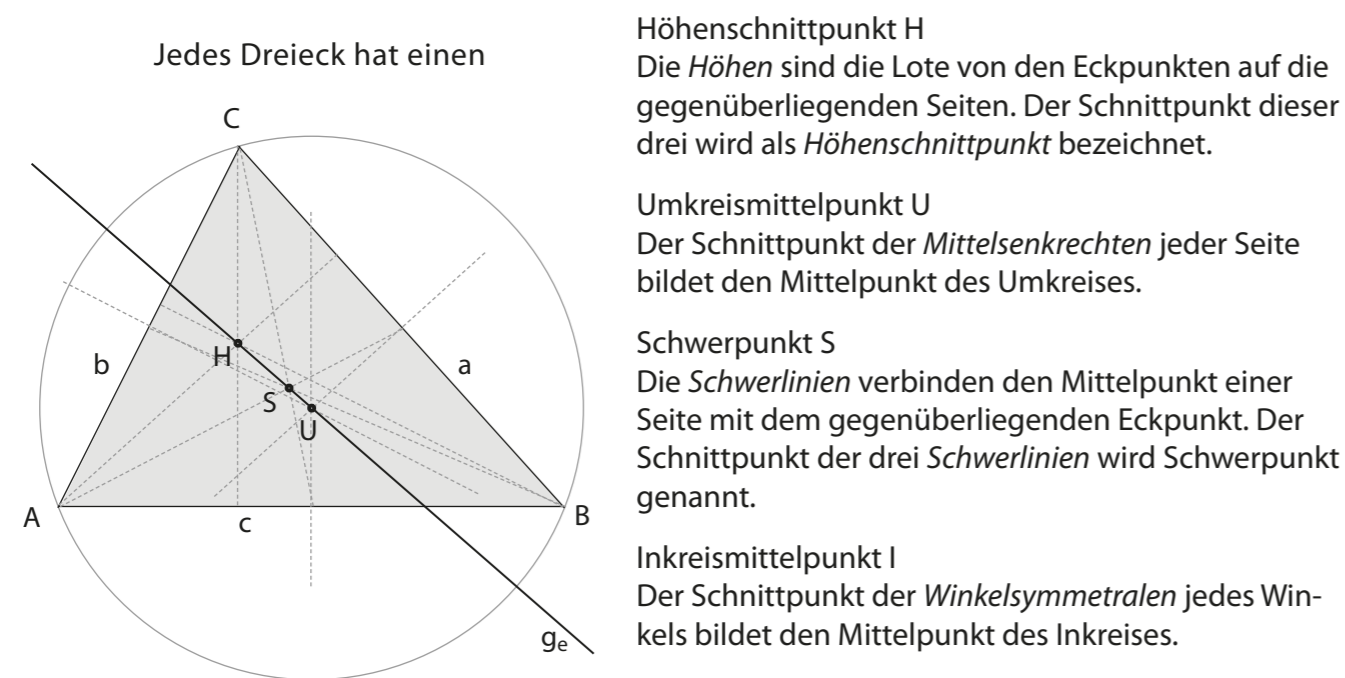 Jedes Dreieck hat einen
C
b
H
a
S
U
A
c
B
ge
Höhenschnittpunkt H
Die Höhen sind die Lote von den Eckpunkten auf die
gegenüberliegenden Seiten. Der Schnittpunkt dieser
drei wird als Höhenschnittpunkt bezeichnet.
Umkreismittelpunkt U
Der Schnittpunkt der Mittelsenkrechten jeder Seite
bildet den Mittelpunkt des Umkreises.
Schwerpunkt S
Die Schwerlinien verbinden den Mittelpunkt einer
Seite mit dem gegenüberliegenden Eckpunkt. Der
Schnittpunkt der drei Schwerlinien wird Schwerpunkt
genannt.
Inkreismittelpunkt I
Der Schnittpunkt der Winkelsymmetralen jedes Win-
kels bildet den Mittelpunkt des Inkreises.